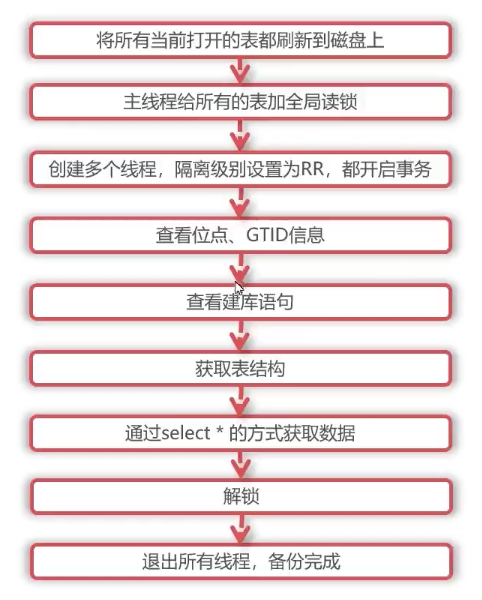 将所有当前打开的表都刷新到磁盘上
主线程给所有的表加全局读锁
创建多个线程，隔离级别设置为RR，都开启事务
查看位点、GTID信息
查看建库语句
获取表结构
通过select * 的方式获取数据
解锁
退出所有线程，备份完成